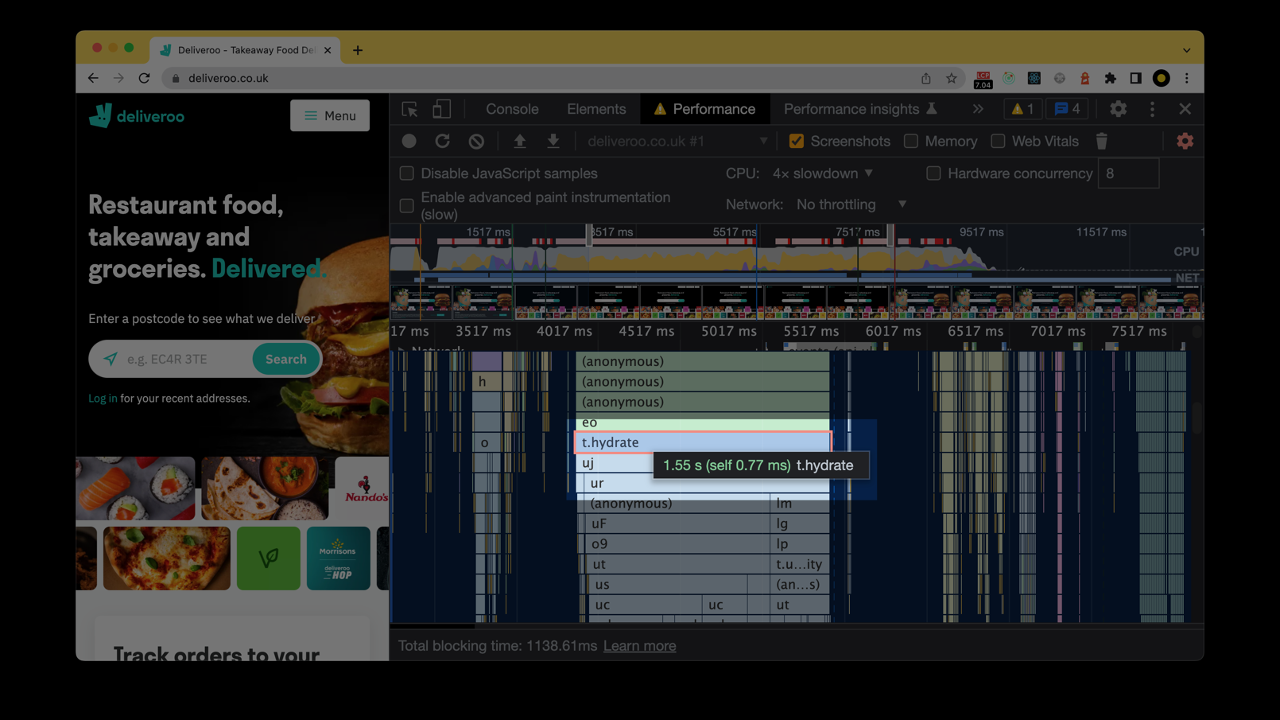 Deliveroo - Takeaway Food Del
deliveroo.co.uk
LCP
7.04
deliveroo
Menu
Restaurant food,
takeaway and
groceries. Delivered.
Enter a postcode to see what we deliver
e.g. EC4R 3TE
Search
Log in for your recent addresses.
Nando's
Morrisons
deliveroo
HOP
Track orders to your
Console
Elements
Performance
Performance insights
1
4
deliveroo.co.uk #1
Screenshots
Memory
Web Vitals
Disable JavaScript samples
CPU: 4× slowdown
Hardware concurrency
8
Enable advanced paint instrumentation
(slow)
Network: No throttling
1517 ms
3517 ms
5517 ms
7517 ms
9517 ms
11517 ms
CPU
NET
17 ms
3517 ms
4017 ms
4517 ms
5017 ms
5517 ms
6017 ms
6517 ms
7017 ms
7517 ms
Network
(anonymous)
h
(anonymous)
(anonymous)
eo
o
t.hydrate
uj
1.55 s (self 0.77 ms) t.hydrate
ur
(anonymous)
lm
uF
lg
o9
lp
ut
t.u...ity
us
(an...s)
uc
uc
ut
Total blocking time: 1138.61ms Learn more